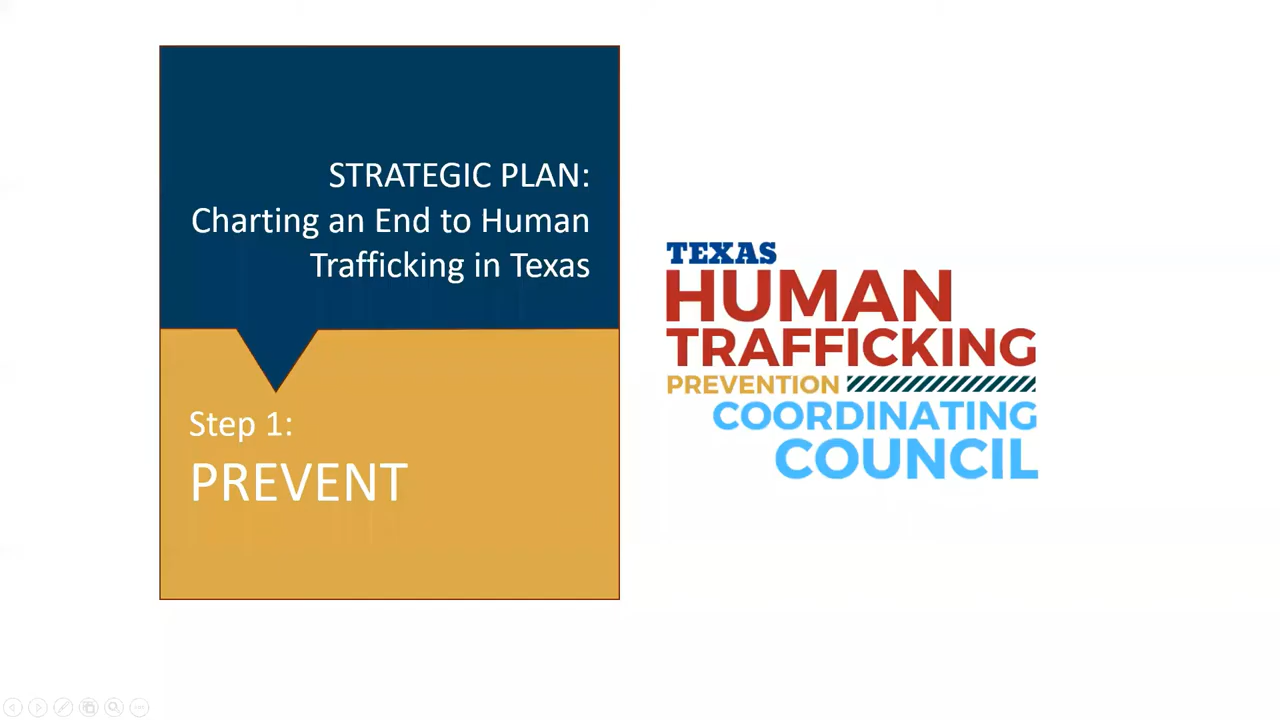 STRATEGIC PLAN:
Charting an End to Human
Trafficking in Texas
Step 1:
PREVENT
TEXAS
HUMAN
TRAFFICKING
PREVENTION
COORDINATING
COUNCIL